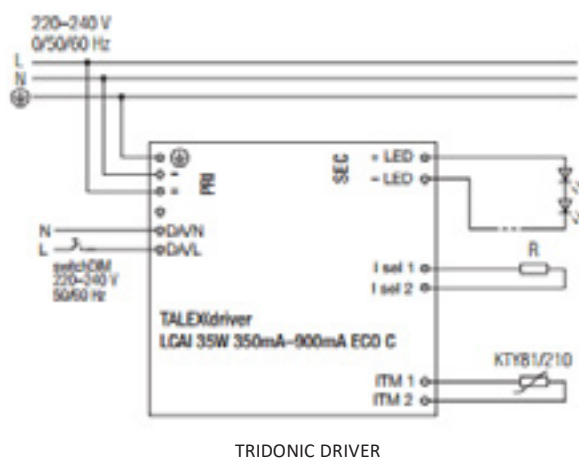 220–240 V
0/50/60 Hz
L
N
PRI
SEC
+ LED
– LED
N
DA/N
L
DA/L
switchDIM
220–240 V
50/60 Hz
I sel 1
I sel 2
R
TALEXXdriver
LCAI 35W 350mA–900mA ECO C
ITM 1
ITM 2
KTY81/210
TRIDONIC DRIVER